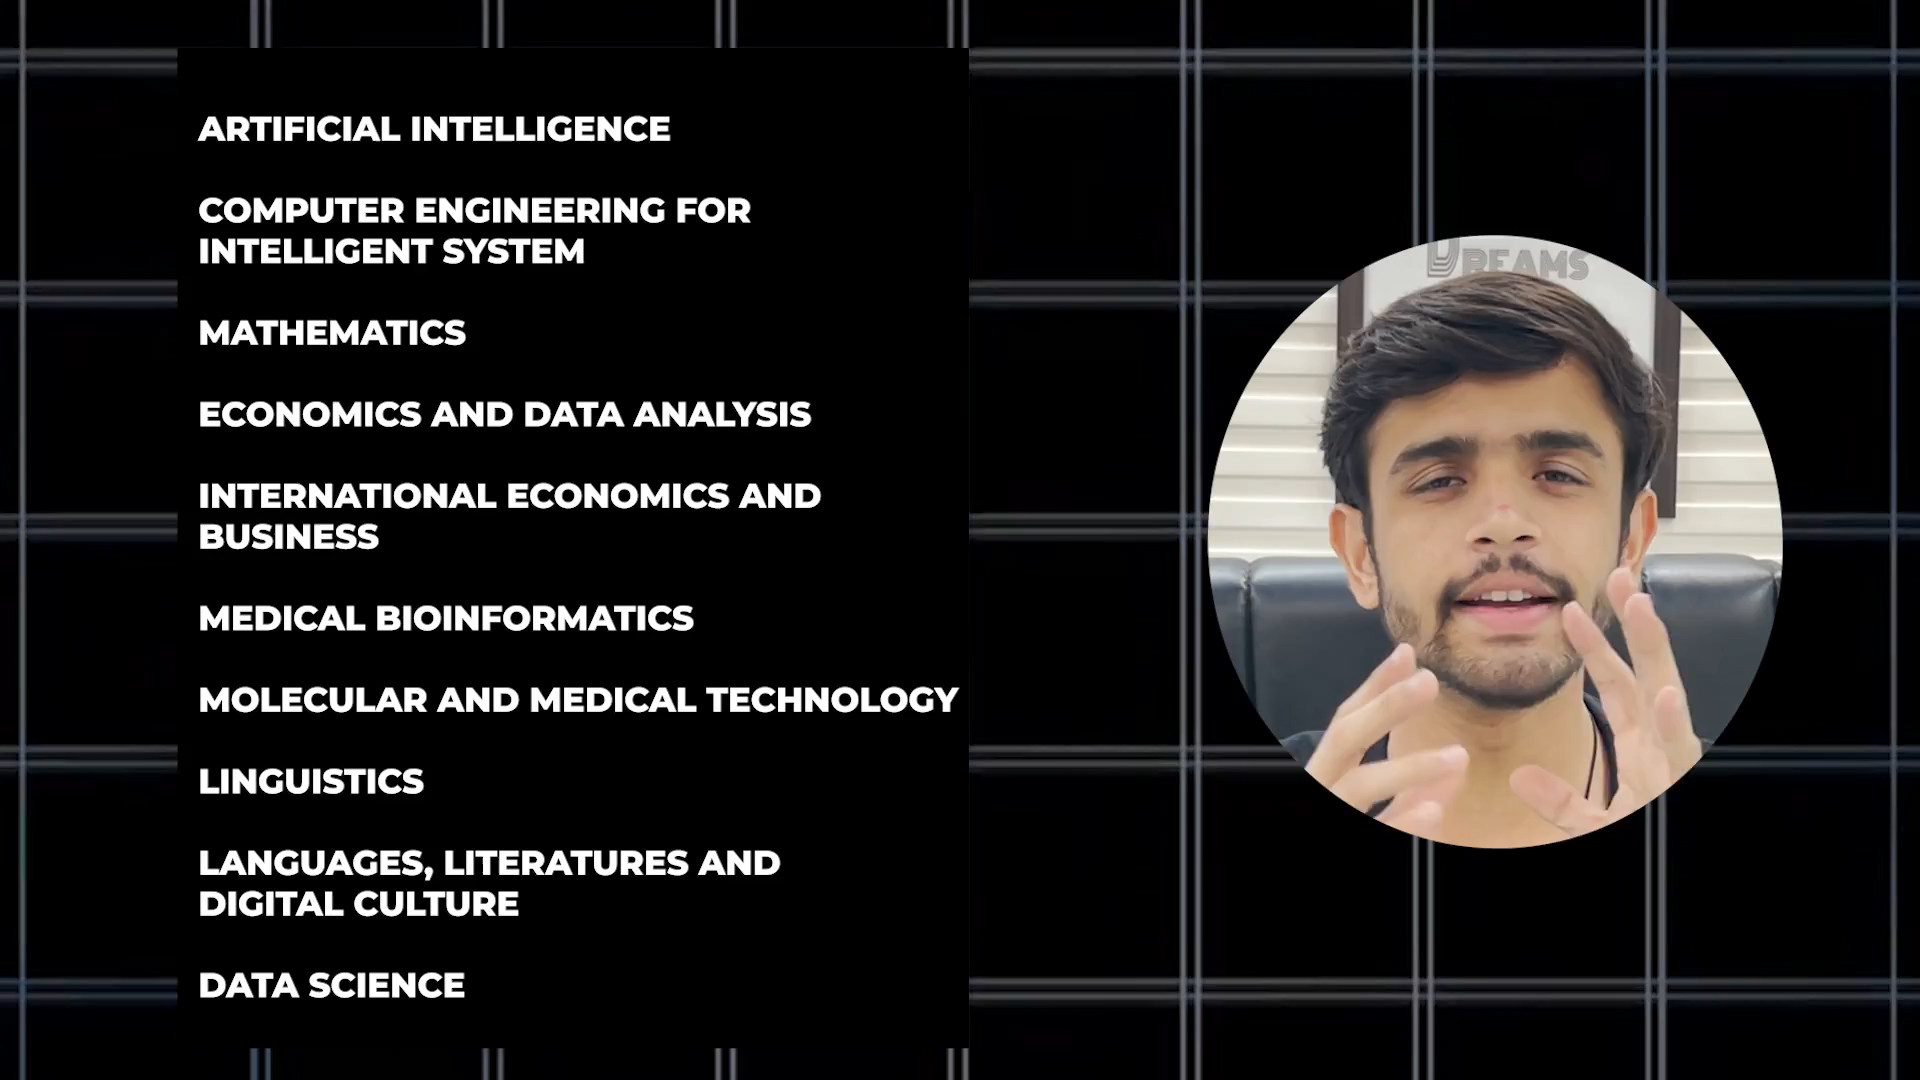 ARTIFICIAL INTELLIGENCE
COMPUTER ENGINEERING FOR
INTELLIGENT SYSTEM
MATHEMATICS
ECONOMICS AND DATA ANALYSIS
INTERNATIONAL ECONOMICS AND
BUSINESS
MEDICAL BIOINFORMATICS
MOLECULAR AND MEDICAL TECHNOLOGY
LINGUISTICS
LANGUAGES, LITERATURES AND
DIGITAL CULTURE
DATA SCIENCE
DREAMS